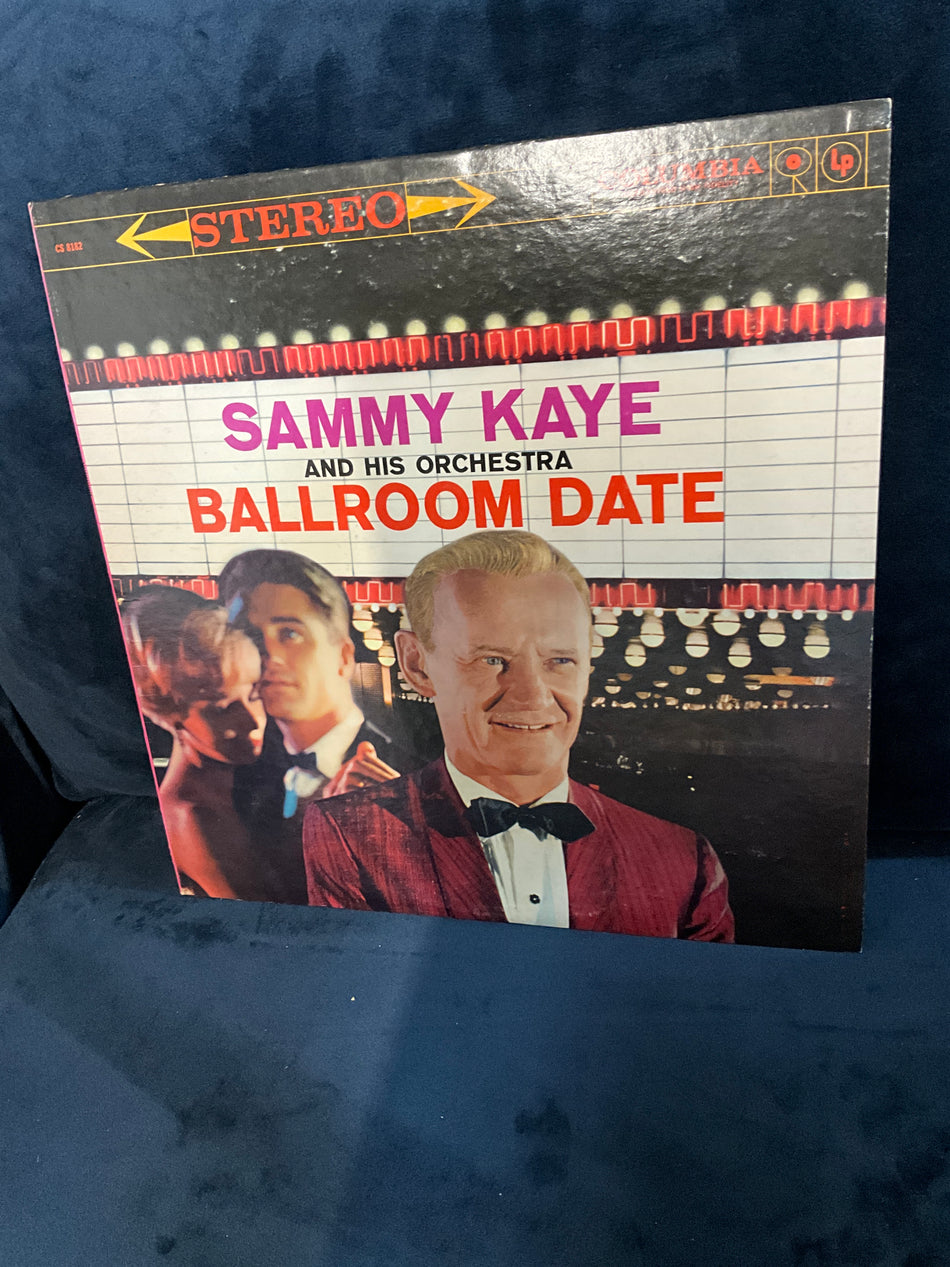 CS 8182
STEREO
COLUMBIA
Lp
SAMMY KAYE
AND HIS ORCHESTRA
BALLROOM DATE